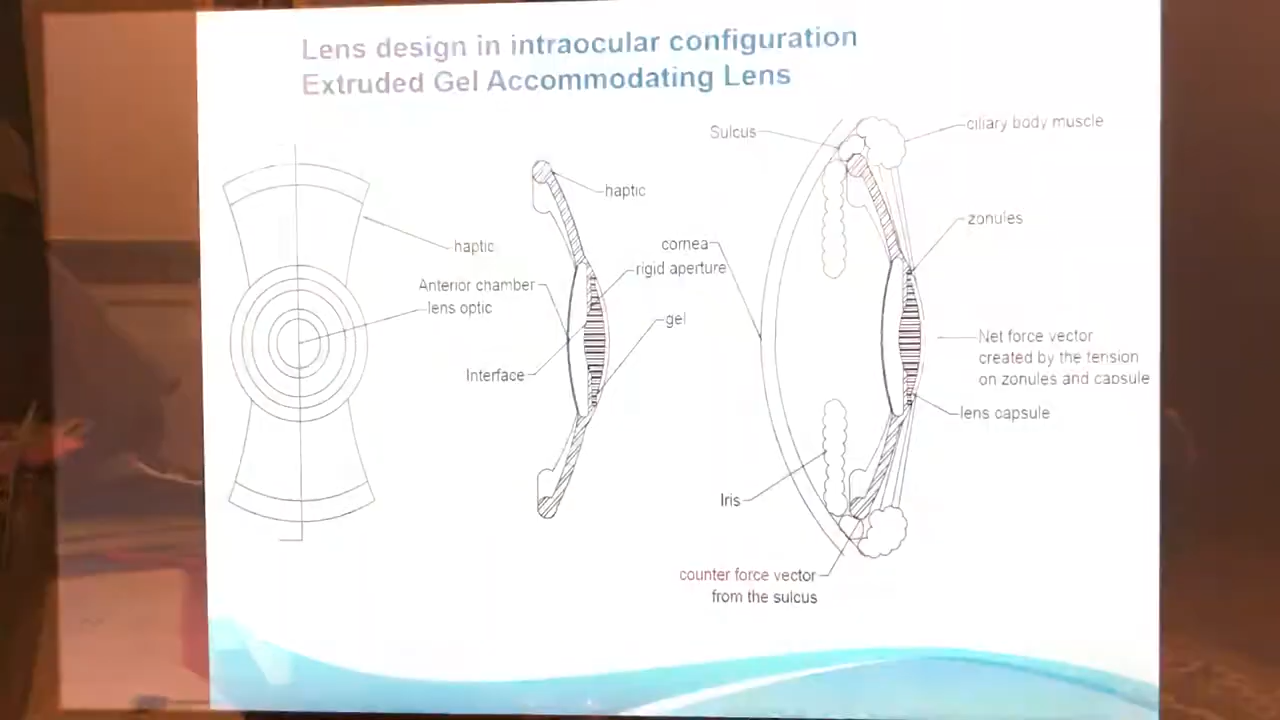 Lens design in intraocular configuration
Extruded Gel Accommodating Lens
haptic
Anterior chamber
lens optic
haptic
rigid aperture
gel
Interface
Sulcus
ciliary body muscle
zonules
cornea
Net force vector
created by the tension
on zonules and capsule
lens capsule
Iris
counter force vector
from the sulcus